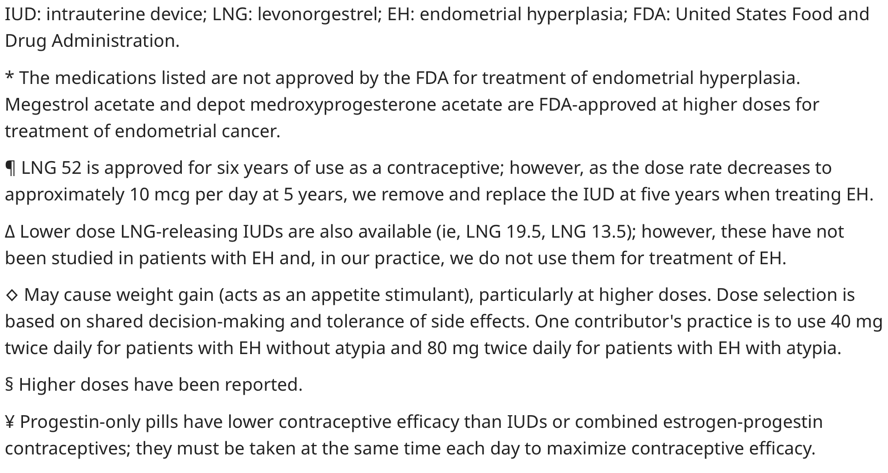 IUD: intrauterine device; LNG: levonorgestrel; EH: endometrial hyperplasia; FDA: United States Food and
Drug Administration.
* The medications listed are not approved by the FDA for treatment of endometrial hyperplasia.
Megestrol acetate and depot medroxyprogesterone acetate are FDA-approved at higher doses for
treatment of endometrial cancer.
¶ LNG 52 is approved for six years of use as a contraceptive; however, as the dose rate decreases to
approximately 10 mcg per day at 5 years, we remove and replace the IUD at five years when treating EH.
Δ Lower dose LNG-releasing IUDs are also available (ie, LNG 19.5, LNG 13.5); however, these have not
been studied in patients with EH and, in our practice, we do not use them for treatment of EH.
◇ May cause weight gain (acts as an appetite stimulant), particularly at higher doses. Dose selection is
based on shared decision-making and tolerance of side effects. One contributor's practice is to use 40 mg
twice daily for patients with EH without atypia and 80 mg twice daily for patients with EH with atypia.
§ Higher doses have been reported.
¥ Progestin-only pills have lower contraceptive efficacy than IUDs or combined estrogen-progestin
contraceptives; they must be taken at the same time each day to maximize contraceptive efficacy.